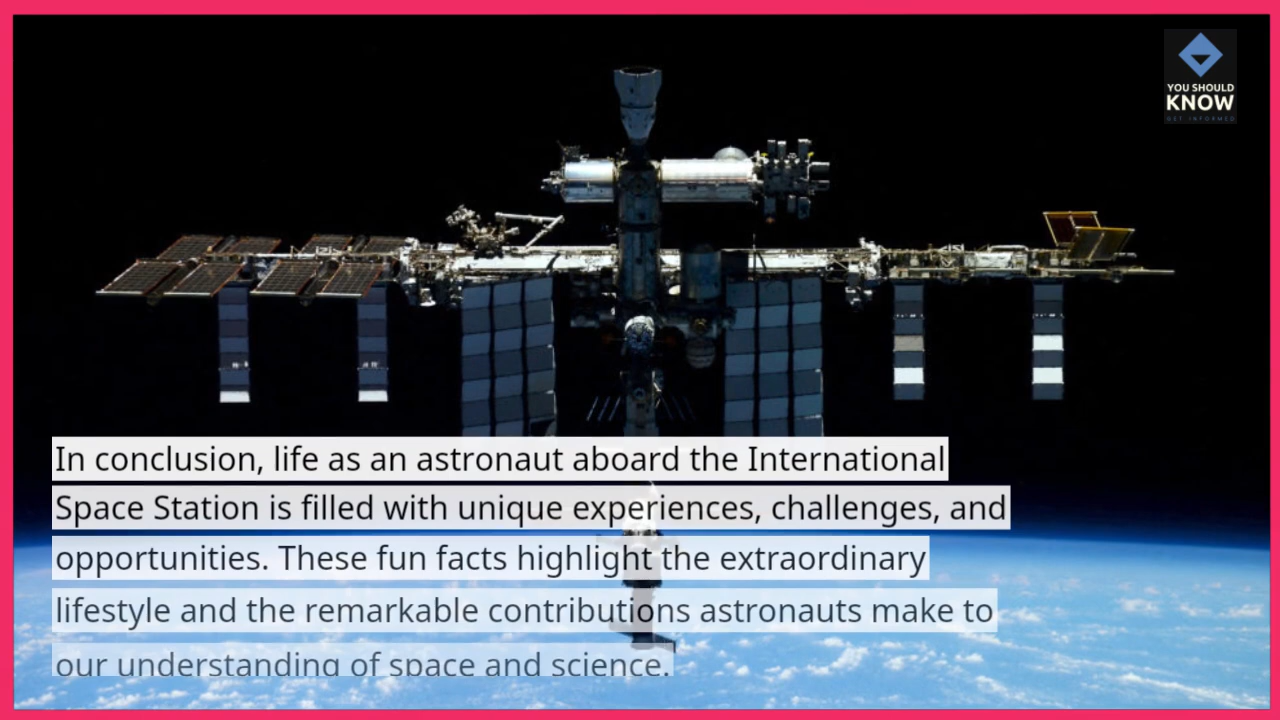 YOU SHOULD
KNOW
GET INFORMED
In conclusion, life as an astronaut aboard the International
Space Station is filled with unique experiences, challenges, and
opportunities. These fun facts highlight the extraordinary
lifestyle and the remarkable contributions astronauts make to
our understanding of space and science.